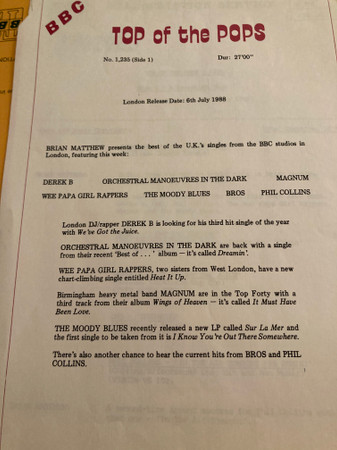 BBC
TOP of the POPS
No. 1,235 (Side 1) Dur: 27'00"
London Release Date: 6th July 1988
BRIAN MATTHEW presents the best of the U.K.'s singles from the BBC studios in
London, featuring this week:
DEREK B ORCHESTRAL MANOEUVRES IN THE DARK MAGNUM
WEE PAPA GIRL RAPPERS THE MOODY BLUES BROS PHIL COLLINS
London DJ/rapper DEREK B is looking for his third hit single of the year
with We've Got the Juice.
ORCHESTRAL MANOEUVRES IN THE DARK are back with a single
from their recent 'Best of . . .' album — it's called Dreamin'.
WEE PAPA GIRL RAPPERS, two sisters from West London, have a new
chart-climbing single entitled Heat It Up.
Birmingham heavy metal band MAGNUM are in the Top Forty with a
third track from their album Wings of Heaven — it's called It Must Have
Been Love.
THE MOODY BLUES recently released a new LP called Sur La Mer and
the first single to be taken from it is I Know You're Out There Somewhere.
There's also another chance to hear the current hits from BROS and PHIL
COLLINS.